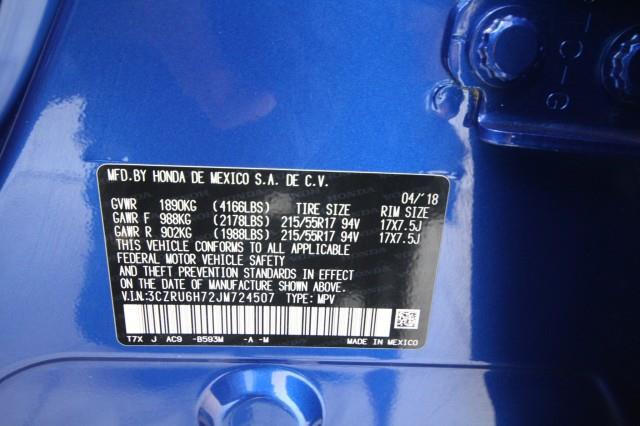 MFD.BY HONDA DE MEXICO S.A. DE C.V.
04/'18
GVWR 1890KG (4166LBS) TIRE SIZE RIM SIZE
GAWR F 988KG (2178LBS) 215/55R17 94V 17X7.5J
GAWR R 902KG (1988LBS) 215/55R17 94V 17X7.5J
THIS VEHICLE CONFORMS TO ALL APPLICABLE
FEDERAL MOTOR VEHICLE SAFETY
AND THEFT PREVENTION STANDARDS IN EFFECT
ON THE DATE OF MANUFACTURE SHOWN ABOVE.
V.I.N:3CZRU6H72JM724507 TYPE: MPV
T7X J AC9 -B593M -A -M MADE IN MEXICO